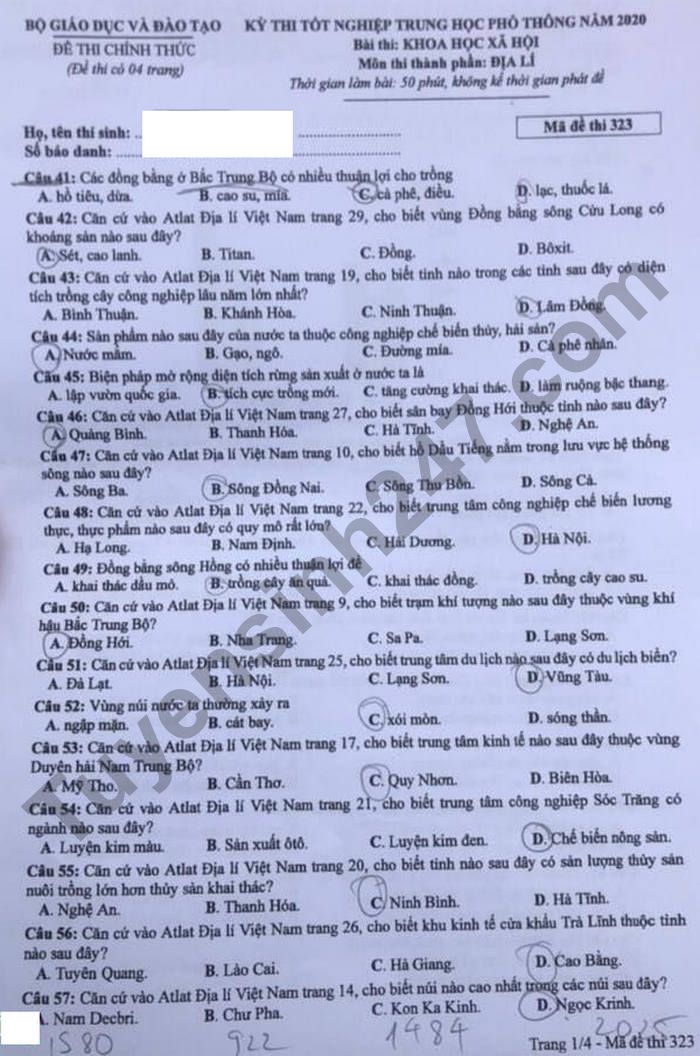 BỘ GIÁO DỤC VÀ ĐÀO TẠO KỲ THI TỐT NGHIỆP TRUNG HỌC PHỔ THÔNG NĂM 2020
ĐỀ THI CHÍNH THỨC Bài thi: KHOA HỌC XÃ HỘI
(Đề thi có 04 trang) Môn thi thành phần: ĐỊA LÍ
Thời gian làm bài: 50 phút, không kể thời gian phát đề
Họ, tên thí sinh: .. ........................ Mã đề thi 323
Số báo danh: ....... ........................
Câu 41: Các đồng bằng ở Bắc Trung Bộ có nhiều thuận lợi cho trồng
A. hồ tiêu, dừa. B. cao su, mía. C. cà phê, điều. D. lạc, thuốc lá.
Câu 42: Căn cứ vào Atlat Địa lí Việt Nam trang 29, cho biết vùng Đồng bằng sông Cửu Long có
khoáng sản nào sau đây?
A. Sét, cao lanh. B. Titan. C. Đồng. D. Bôxit.
Câu 43: Căn cứ vào Atlat Địa lí Việt Nam trang 19, cho biết tỉnh nào trong các tỉnh sau đây có diện
tích trồng cây công nghiệp lâu năm lớn nhất?
A. Bình Thuận. B. Khánh Hòa. C. Ninh Thuận. D. Lâm Đồng.
Câu 44: Sản phẩm nào sau đây của nước ta thuộc công nghiệp chế biến thủy, hải sản?
A. Nước mắm. B. Gạo, ngô. C. Đường mía. D. Cà phê nhân.
Câu 45: Biện pháp mở rộng diện tích rừng sản xuất ở nước ta là
A. lập vườn quốc gia. B. tích cực trồng mới. C. tăng cường khai thác. D. làm ruộng bậc thang.
Câu 46: Căn cứ vào Atlat Địa lí Việt Nam trang 27, cho biết sân bay Đồng Hới thuộc tỉnh nào sau đây?
A. Quảng Bình. B. Thanh Hóa. C. Hà Tĩnh. D. Nghệ An.
Câu 47: Căn cứ vào Atlat Địa lí Việt Nam trang 10, cho biết hồ Dầu Tiếng nằm trong lưu vực hệ thống
sông nào sau đây?
A. Sông Ba. B. Sông Đồng Nai. C. Sông Thu Bồn. D. Sông Cả.
Câu 48: Căn cứ vào Atlat Địa lí Việt Nam trang 22, cho biết trung tâm công nghiệp chế biến lương
thực, thực phẩm nào sau đây có quy mô rất lớn?
A. Hạ Long. B. Nam Định. C. Hải Dương. D. Hà Nội.
Câu 49: Đồng bằng sông Hồng có nhiều thuận lợi để
A. khai thác dầu mỏ. B. trồng cây ăn quả. C. khai thác đồng. D. trồng cây cao su.
Câu 50: Căn cứ vào Atlat Địa lí Việt Nam trang 9, cho biết trạm khí tượng nào sau đây thuộc vùng khí
hậu Bắc Trung Bộ?
A. Đồng Hới. B. Nha Trang. C. Sa Pa. D. Lạng Sơn.
Câu 51: Căn cứ vào Atlat Địa lí Việt Nam trang 25, cho biết trung tâm du lịch nào sau đây có du lịch biển?
A. Đà Lạt. B. Hà Nội. C. Lạng Sơn. D. Vũng Tàu.
Câu 52: Vùng núi nước ta thường xảy ra
A. ngập mặn. B. cát bay. C. xói mòn. D. sóng thần.
Câu 53: Căn cứ vào Atlat Địa lí Việt Nam trang 17, cho biết trung tâm kinh tế nào sau đây thuộc vùng
Duyên hải Nam Trung Bộ?
A. Mỹ Tho. B. Cần Thơ. C. Quy Nhơn. D. Biên Hòa.
Câu 54: Căn cứ vào Atlat Địa lí Việt Nam trang 21, cho biết trung tâm công nghiệp Sóc Trăng có
ngành nào sau đây?
A. Luyện kim màu. B. Sản xuất ôtô. C. Luyện kim đen. D. Chế biến nông sản.
Câu 55: Căn cứ vào Atlat Địa lí Việt Nam trang 20, cho biết tỉnh nào sau đây có sản lượng thủy sản
nuôi trồng lớn hơn thủy sản khai thác?
A. Nghệ An. B. Thanh Hóa. C. Ninh Bình. D. Hà Tĩnh.
Câu 56: Căn cứ vào Atlat Địa lí Việt Nam trang 26, cho biết khu kinh tế cửa khẩu Trà Lĩnh thuộc tỉnh
nào sau đây?
A. Tuyên Quang. B. Lào Cai. C. Hà Giang. D. Cao Bằng.
Câu 57: Căn cứ vào Atlat Địa lí Việt Nam trang 14, cho biết núi nào cao nhất trong các núi sau đây?
A. Nam Decbri. B. Chư Pha. C. Kon Ka Kinh. D. Ngọc Krinh.
1580 922 1484 2025
Trang 1/4 - Mã đề thi 323
Tuyensinh247.com